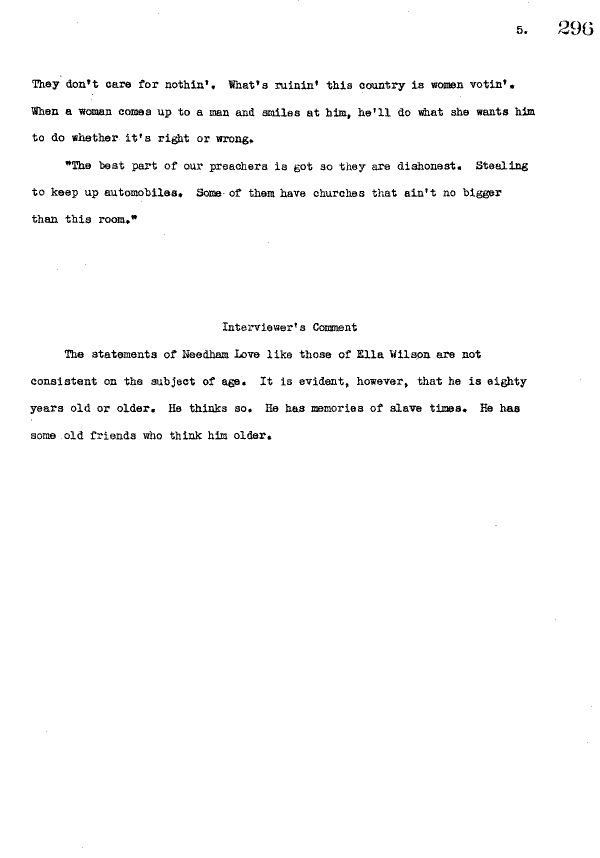 5. 296
They don't care for nothin'. What's ruinin' this country is women votin'.
When a woman comes up to a man and smiles at him, he'll do what she wants him
to do whether it's right or wrong.
"The best part of our preachers is got so they are dishonest. Stealing
to keep up automobiles. Some of them have churches that ain't no bigger
than this room."
Interviewer's Comment
The statements of Needham Love like those of Ella Wilson are not
consistent on the subject of age. It is evident, however, that he is eighty
years old or older. He thinks so. He has memories of slave times. He has
some old friends who think him older.